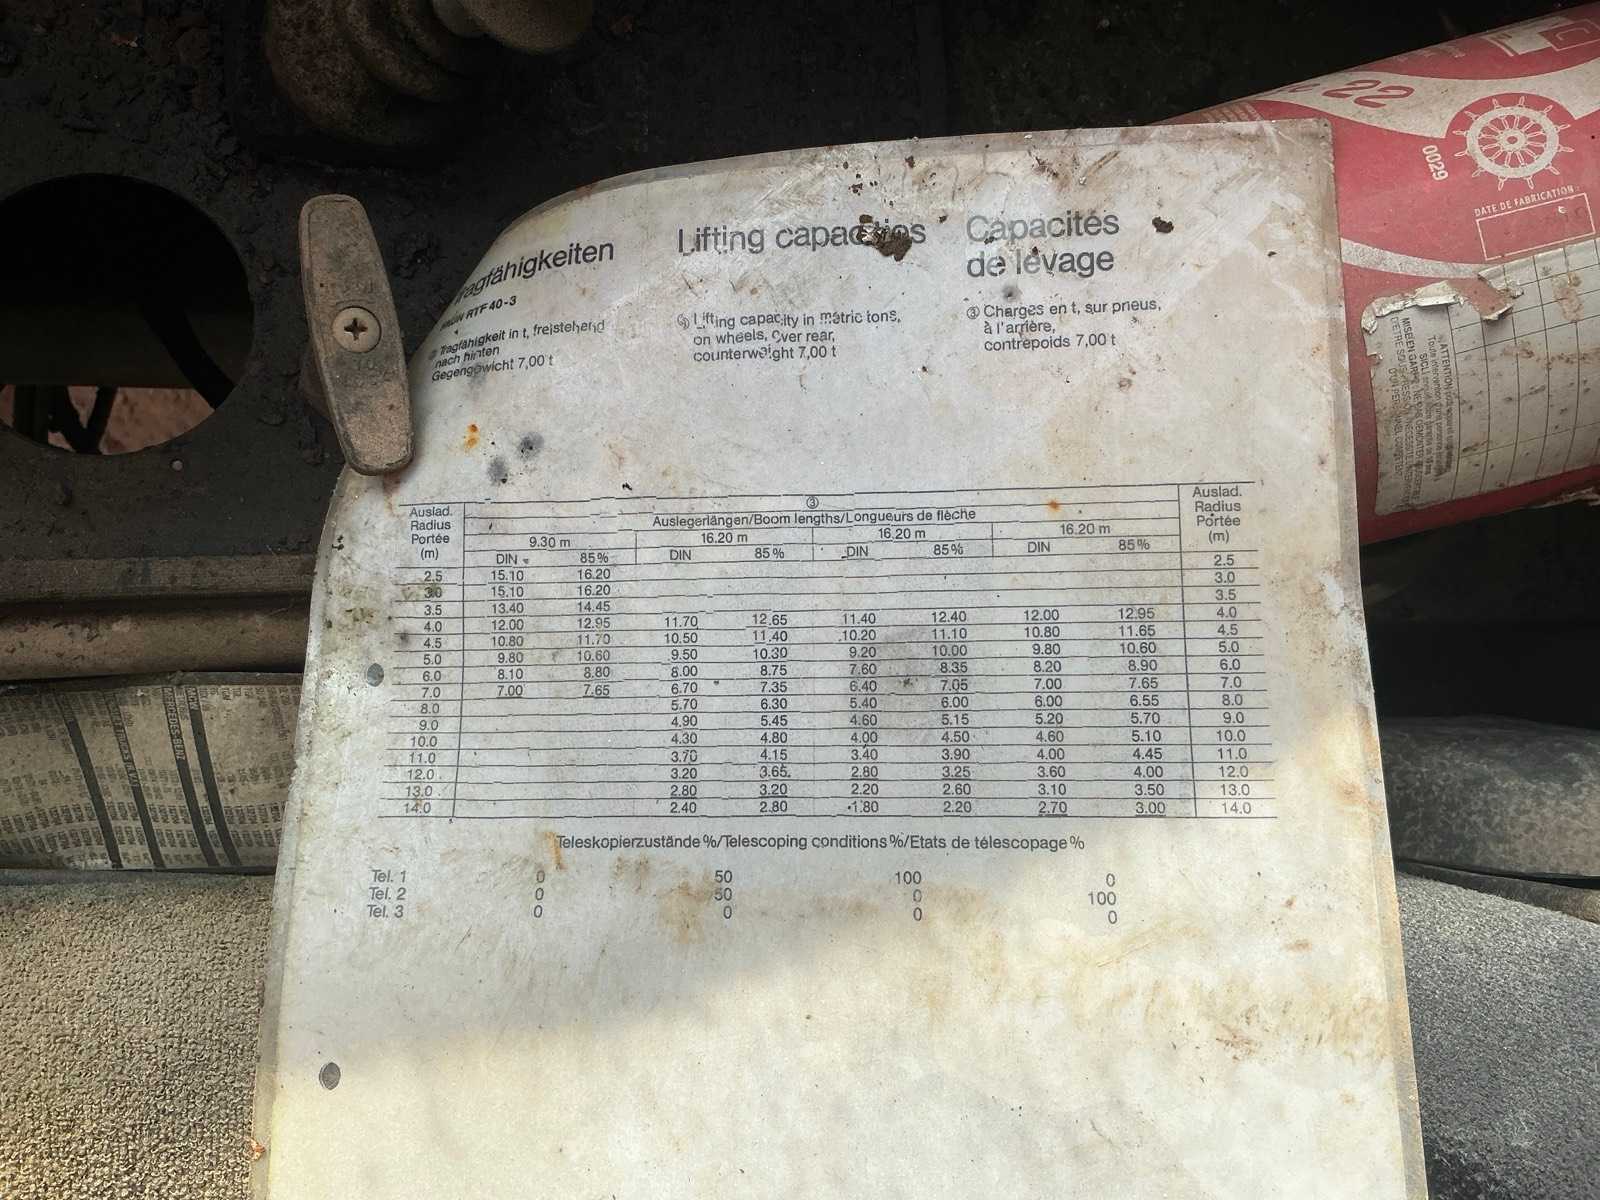 Tragfähigkeiten
RTF 40-3
Tragfähigkeit in t, freistehend
nach hinten
Gegengewicht 7,00 t
Lifting capacities
Lifting capacity in metric tons,
on wheels, over rear,
counterweight 7,00 t
Capacités
de levage
③ Charges en t, sur pneus,
à l'arrière,
contrepoids 7,00 t
③
Auslad. Radius Portée (m) Auslegerlängen/Boom lengths/Longueurs de flèche Auslad. Radius Portée (m)
9.30 m 16.20 m 16.20 m 16.20 m
DIN 85% DIN 85% DIN 85% DIN 85%
2.5 15.10 16.20 2.5
3.0 15.10 16.20 3.0
3.5 13.40 14.45 3.5
4.0 12.00 12.95 11.70 12.65 11.40 12.40 12.00 12.95 4.0
4.5 10.80 11.70 10.50 11.40 10.20 11.10 10.80 11.65 4.5
5.0 9.80 10.60 9.50 10.30 9.20 10.00 9.80 10.60 5.0
6.0 8.10 8.80 8.00 8.75 7.60 8.35 8.20 8.90 6.0
7.0 7.00 7.65 6.70 7.35 6.40 7.05 7.00 7.65 7.0
8.0 5.70 6.30 5.40 6.00 6.00 6.55 8.0
9.0 4.90 5.45 4.60 5.15 5.20 5.70 9.0
10.0 4.30 4.80 4.00 4.50 4.60 5.10 10.0
11.0 3.70 4.15 3.40 3.90 4.00 4.45 11.0
12.0 3.20 3.65 2.80 3.25 3.60 4.00 12.0
13.0 2.80 3.20 2.20 2.60 3.10 3.50 13.0
14.0 2.40 2.80 1.80 2.20 2.70 3.00 14.0
Teleskopierzustände %/Telescoping conditions %/Etats de télescopage %
Tel. 1 0 50 100 0
Tel. 2 0 50 0 100
Tel. 3 0 0 0 0
0029
DATE DE FABRICATION
ATTENTION
MERCEDES-BENZ